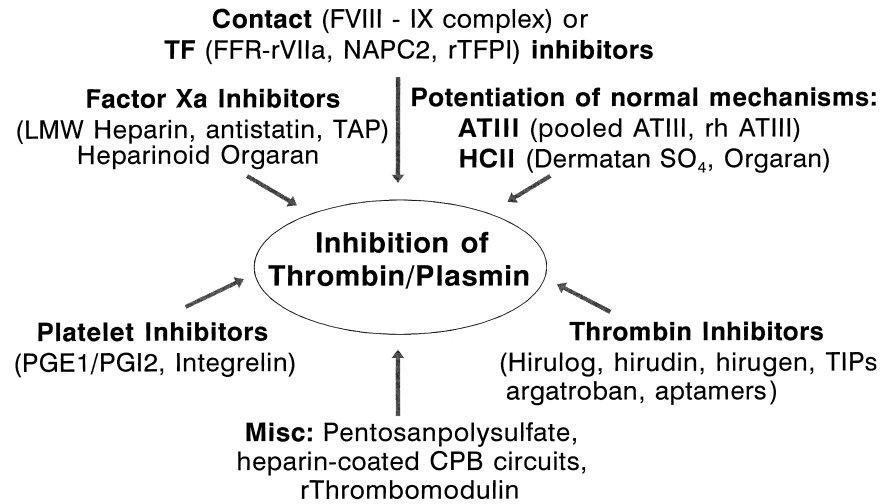 Contact (FVIII - IX complex) or
TF (FFR-rVIIa, NAPC2, rTFPI) inhibitors
Factor Xa Inhibitors
(LMW Heparin, antistatin, TAP)
Heparinoid Orgaran
Potentiation of normal mechanisms:
ATIII (pooled ATIII, rh ATIII)
HCII (Dermatan SO₄, Orgaran)
Inhibition of
Thrombin/Plasmin
Platelet Inhibitors
(PGE1/PGI2, Integrelin)
Thrombin Inhibitors
(Hirulog, hirudin, hirugen, TIPs
argatroban, aptamers)
Misc: Pentosanpolysulfate,
heparin-coated CPB circuits,
rThrombomodulin